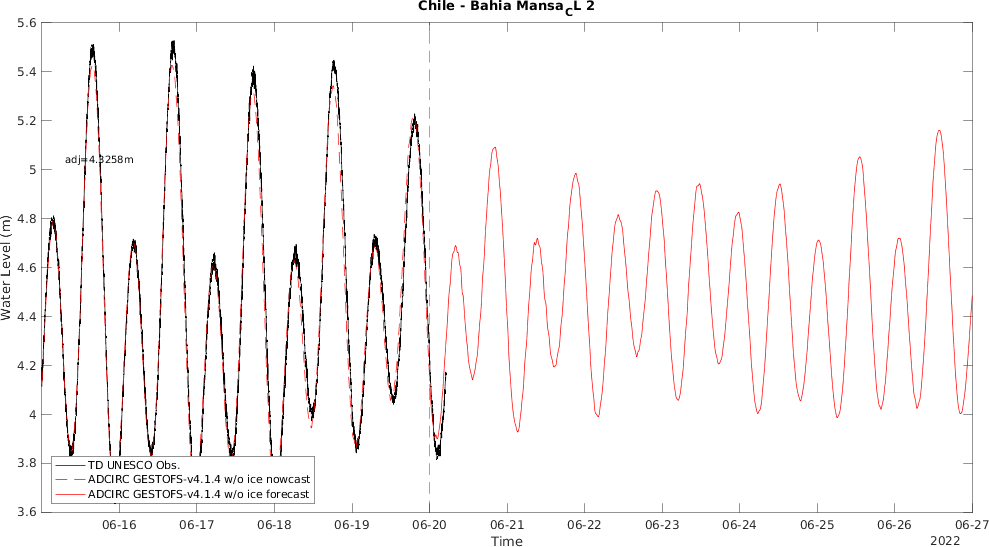 Chile - Bahia Mansa_CL 2
5.6
5.4
5.2
5
4.8
4.6
4.4
4.2
4
3.8
3.6
Water Level (m)
adj=4.3258m
TD UNESCO Obs.
ADCIRC GESTOFS-v4.1.4 w/o ice nowcast
ADCIRC GESTOFS-v4.1.4 w/o ice forecast
06-16 06-17 06-18 06-19 06-20 06-21 06-22 06-23 06-24 06-25 06-26 06-27
Time
2022